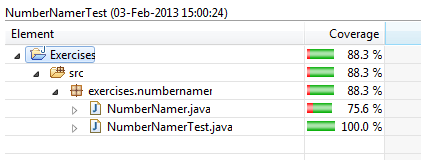 NumberNamerTest (03-Feb-2013 15:00:24)
Element Coverage
Exercises 88.3 %
src 88.3 %
exercises.numbernamer 88.3 %
J NumberNamer.java 75.6 %
J NumberNamerTest.java 100.0 %